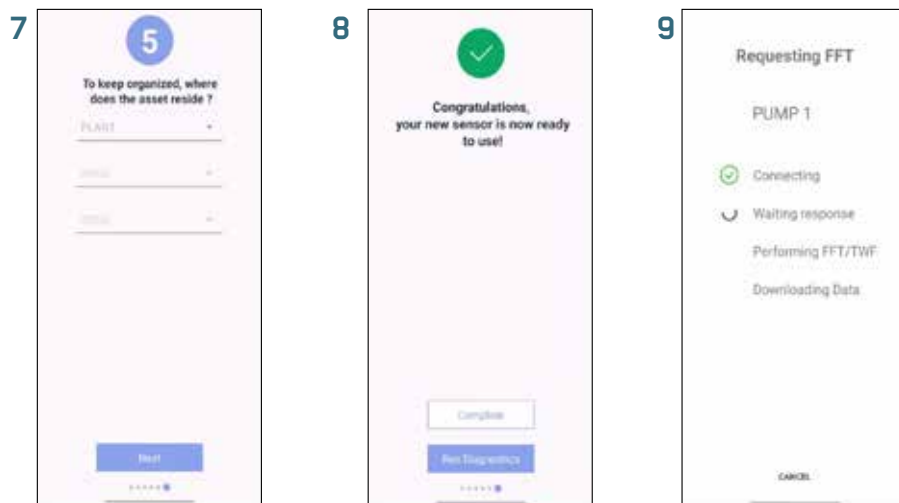 7
5
To keep organized, where
does the asset reside ?
PLANT
Next
8
Congratulations,
your new sensor is now ready
to use!
Complete
Run Diagnostics
9
Requesting FFT
PUMP 1
Connecting
Waiting response
Performing FFT/TWF
Downloading Data
CANCEL